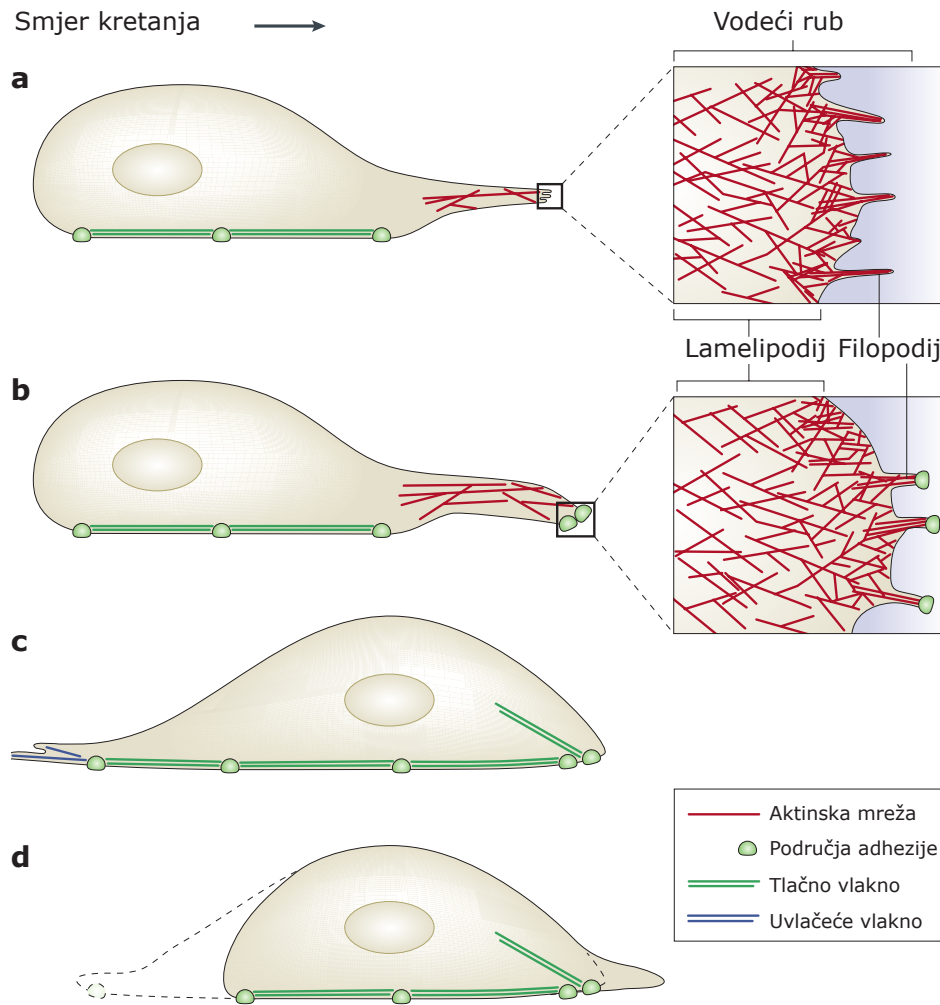 Smjer kretanja
Vodeći rub
a
Lamelipodij
Filopodij
b
c
d
Aktinska mreža
Područja adhezije
Tlačno vlakno
Uvlačeće vlakno